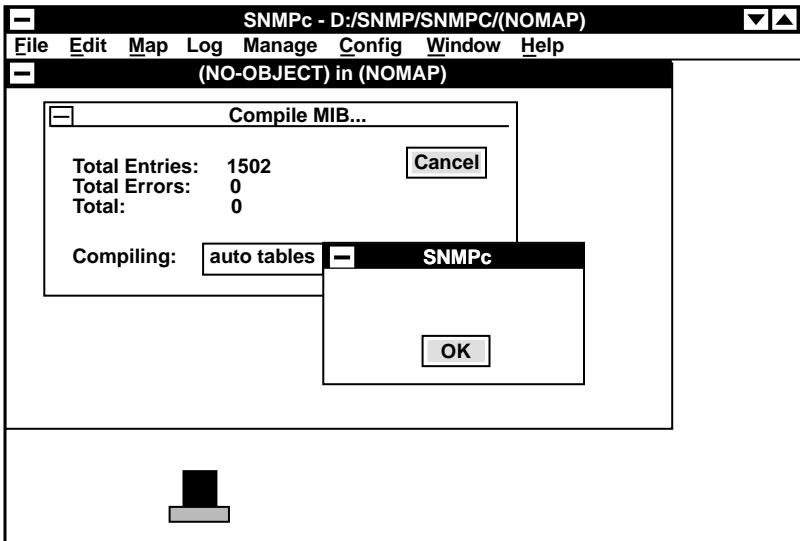 SNMPc - D:/SNMP/SNMPC/(NOMAP)
File Edit Map Log Manage Config Window Help
(NO-OBJECT) in (NOMAP)
Compile MIB...
Total Entries: 1502
Cancel
Total Errors: 0
Total: 0
Compiling: auto tables
SNMPc
OK